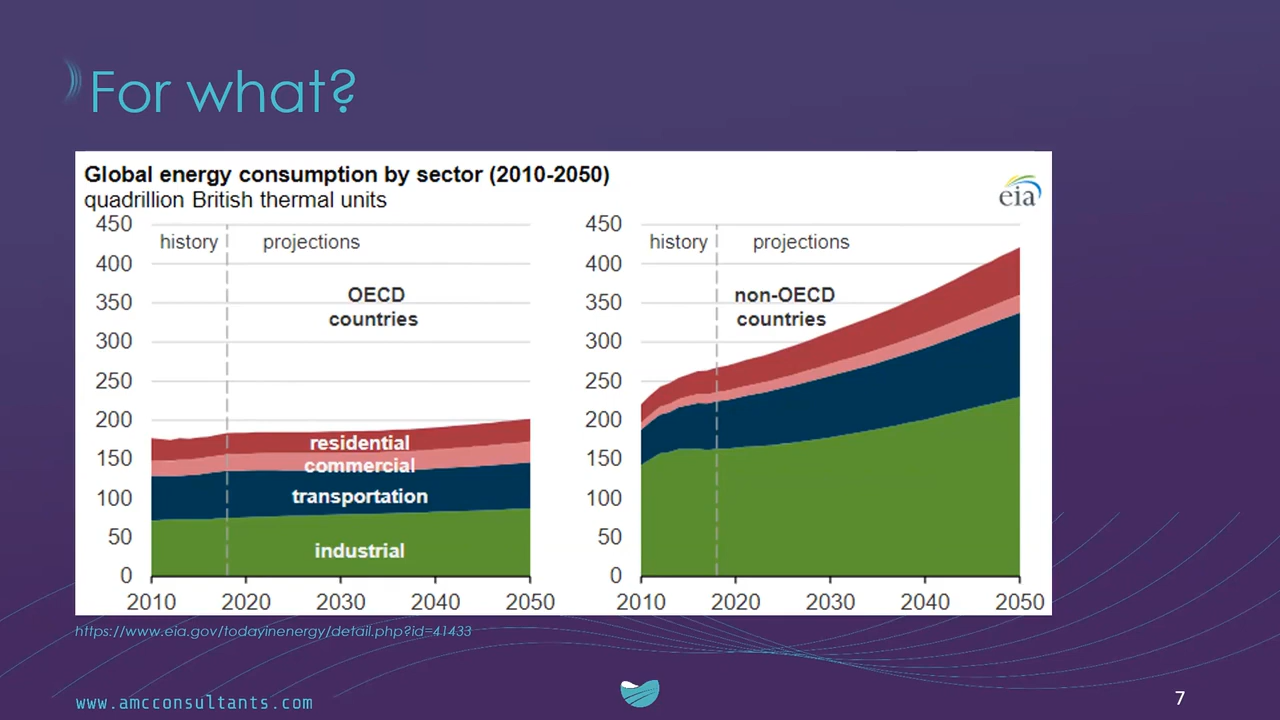 For what?
Global energy consumption by sector (2010-2050)
quadrillion British thermal units
eia
450
400
350
300
250
200
150
100
50
0
history
projections
OECD
countries
residential
commercial
transportation
industrial
2010
2020
2030
2040
2050
450
400
350
300
250
200
150
100
50
0
history
projections
non-OECD
countries
2010
2020
2030
2040
2050
https://www.eia.gov/todayinenergy/detail.php?id=41433
www.amcconsultants.com
7